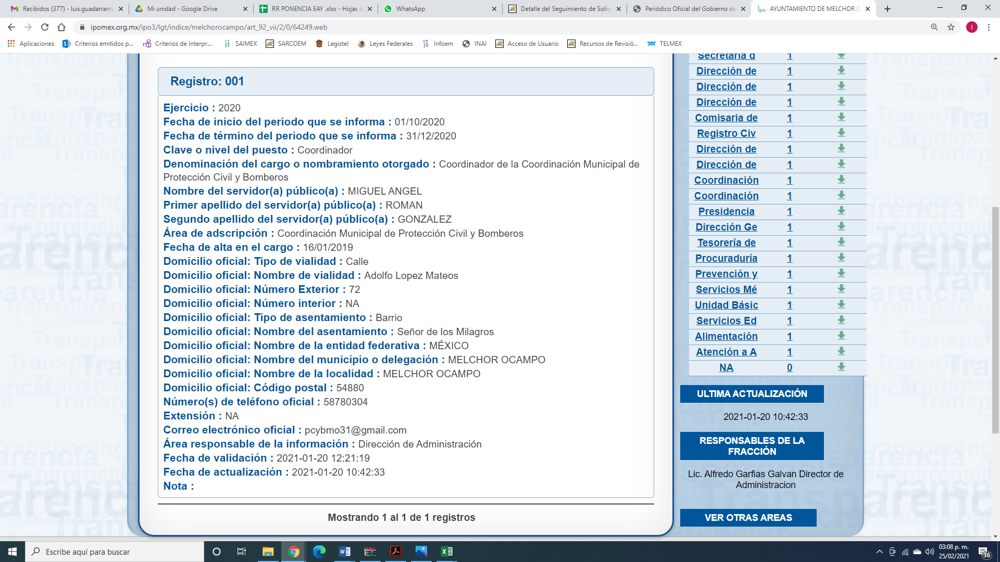 Recibidos (377) - luis.guadarrama
Mi unidad - Google Drive
RR PONENCIA EAY .xlsx - Hojas d
WhatsApp
Detalle del Seguimiento de Solici
Periódico Oficial del Gobierno de
AYUNTAMIENTO DE MELCHOR O
ipomex.org.mx/ipo3/lgt/indice/melchorocampo/art_92_vii/2/0/64249.web
Aplicaciones
Criterios emitidos p...
Criterios de Interpr...
SAIMEX
SARCOEM
Legistel
Leyes Federales
Infoem
INAI
Acceso de Usuario
Recursos de Revisió...
TELMEX
Registro: 001
Ejercicio : 2020
Fecha de inicio del periodo que se informa : 01/10/2020
Fecha de término del periodo que se informa : 31/12/2020
Clave o nivel del puesto : Coordinador
Denominación del cargo o nombramiento otorgado : Coordinador de la Coordinación Municipal de
Protección Civil y Bomberos
Nombre del servidor(a) público(a) : MIGUEL ANGEL
Primer apellido del servidor(a) público(a) : ROMAN
Segundo apellido del servidor(a) público(a) : GONZALEZ
Área de adscripción : Coordinación Municipal de Protección Civil y Bomberos
Fecha de alta en el cargo : 16/01/2019
Domicilio oficial: Tipo de vialidad : Calle
Domicilio oficial: Nombre de vialidad : Adolfo Lopez Mateos
Domicilio oficial: Número Exterior : 72
Domicilio oficial: Número interior : NA
Domicilio oficial: Tipo de asentamiento : Barrio
Domicilio oficial: Nombre del asentamiento : Señor de los Milagros
Domicilio oficial: Nombre de la entidad federativa : MÉXICO
Domicilio oficial: Nombre del municipio o delegación : MELCHOR OCAMPO
Domicilio oficial: Nombre de la localidad : MELCHOR OCAMPO
Domicilio oficial: Código postal : 54880
Número(s) de teléfono oficial : 58780304
Extensión : NA
Correo electrónico oficial : pcybmo31@gmail.com
Área responsable de la información : Dirección de Administración
Fecha de validación : 2021-01-20 12:21:19
Fecha de actualización : 2021-01-20 10:42:33
Nota :
Mostrando 1 al 1 de 1 registros
Secretaría d 1
Dirección de 1
Dirección de 1
Dirección de 1
Comisaria de 1
Registro Civ 1
Dirección de 1
Dirección de 1
Coordinación 1
Coordinación 1
Presidencia 1
Dirección Ge 1
Tesorería de 1
Procuraduría 1
Prevención y 1
Servicios Mé 1
Unidad Básic 1
Servicios Ed 1
Alimentación 1
Atención a A 1
NA 0
ULTIMA ACTUALIZACIÓN
2021-01-20 10:42:33
RESPONSABLES DE LA
FRACCIÓN
Lic. Alfredo Garfias Galvan Director de
Administracion
VER OTRAS AREAS
Escribe aquí para buscar
03:08 p. m.
25/02/2021
36